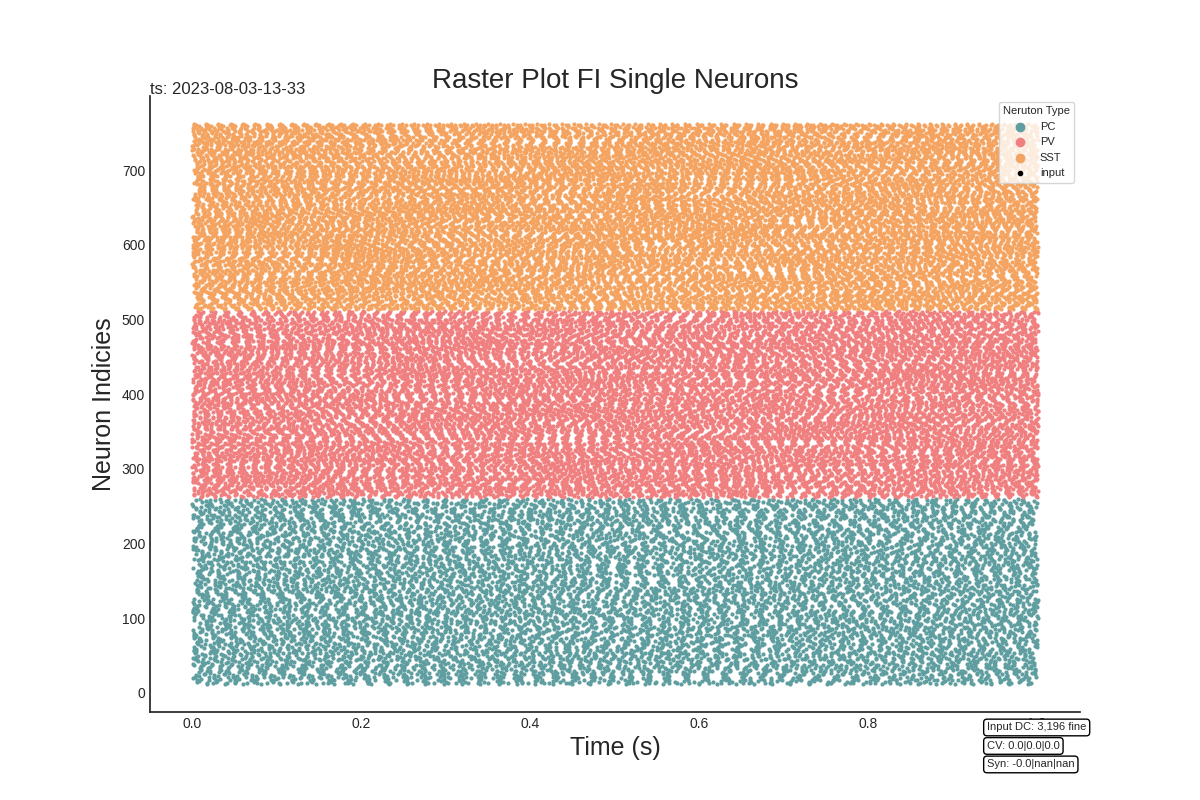 Raster Plot FI Single Neurons
ts: 2023-08-03-13-33
Neruton Type
PC
PV
SST
input
Neuron Indicies
700
600
500
400
300
200
100
0
0.0 0.2 0.4 0.6 0.8
Time (s)
Input DC: 3,196 fine
CV: 0.0|0.0|0.0
Syn: -0.0|nan|nan